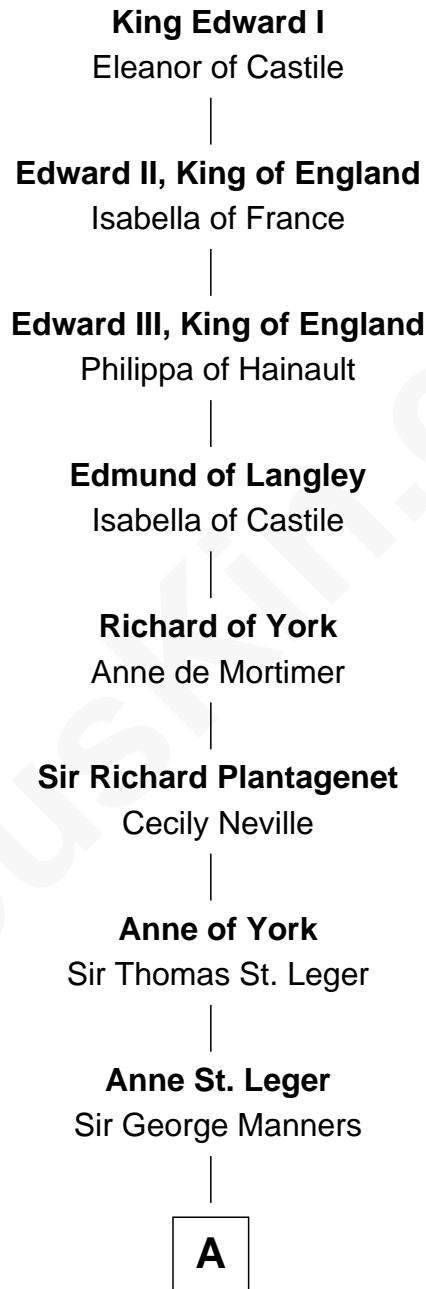 King Edward I
Eleanor of Castile
Edward II, King of England
Isabella of France
Edward III, King of England
Philippa of Hainault
Edmund of Langley
Isabella of Castile
Richard of York
Anne de Mortimer
Sir Richard Plantagenet
Cecily Neville
Anne of York
Sir Thomas St. Leger
Anne St. Leger
Sir George Manners
A